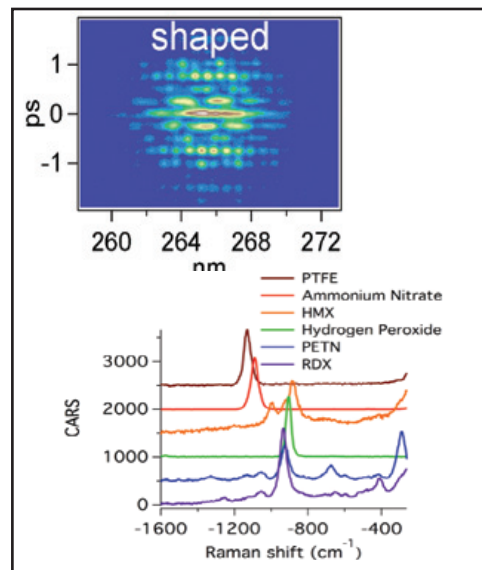 shaped
1
ps
0
-1
260 264 268 272
nm
PTFE
Ammonium Nitrate
HMX
Hydrogen Peroxide
PETN
RDX
3000
CARS
2000
1000
0
-1600 -1200 -800 -400
Raman shift (cm⁻¹)